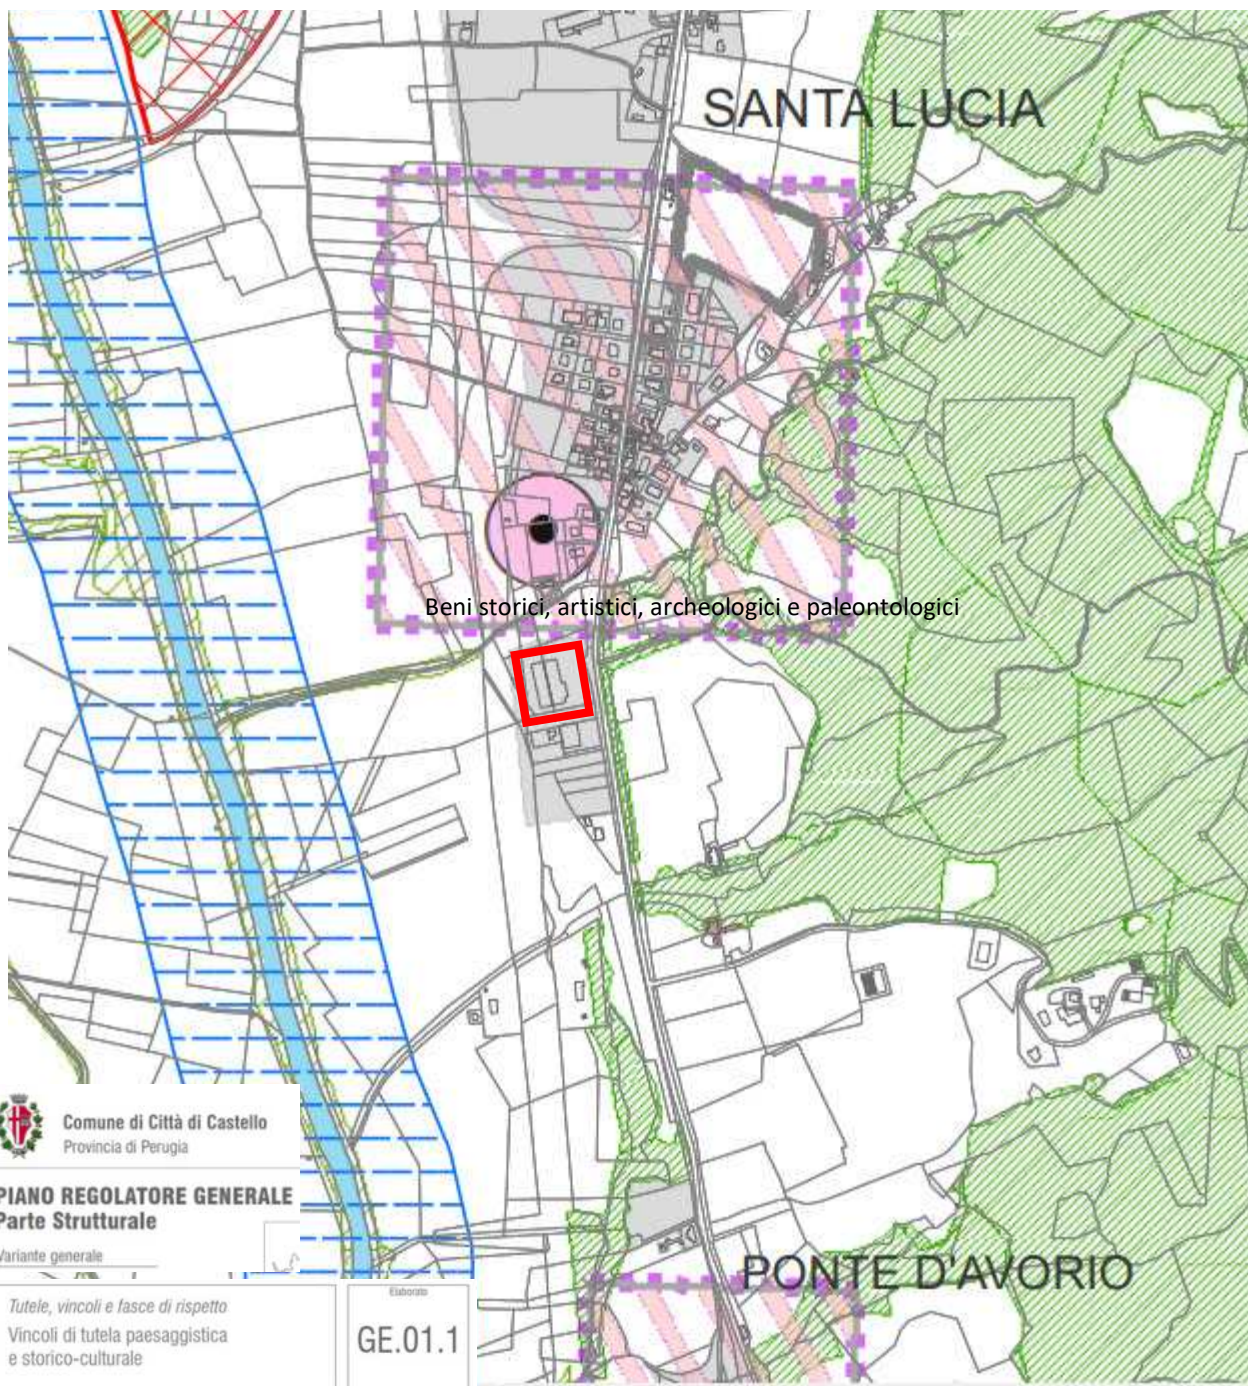 SANTA LUCIA
Beni storici, artistici, archeologici e paleontologici
Comune di Città di Castello
Provincia di Perugia
PIANO REGOLATORE GENERALE
Parte Strutturale
Variante generale
PONTE D'AVORIO
Tutele, vincoli e fasce di rispetto
Vincoli di tutela paesaggistica
e storico-culturale
Elaborato
GE.01.1